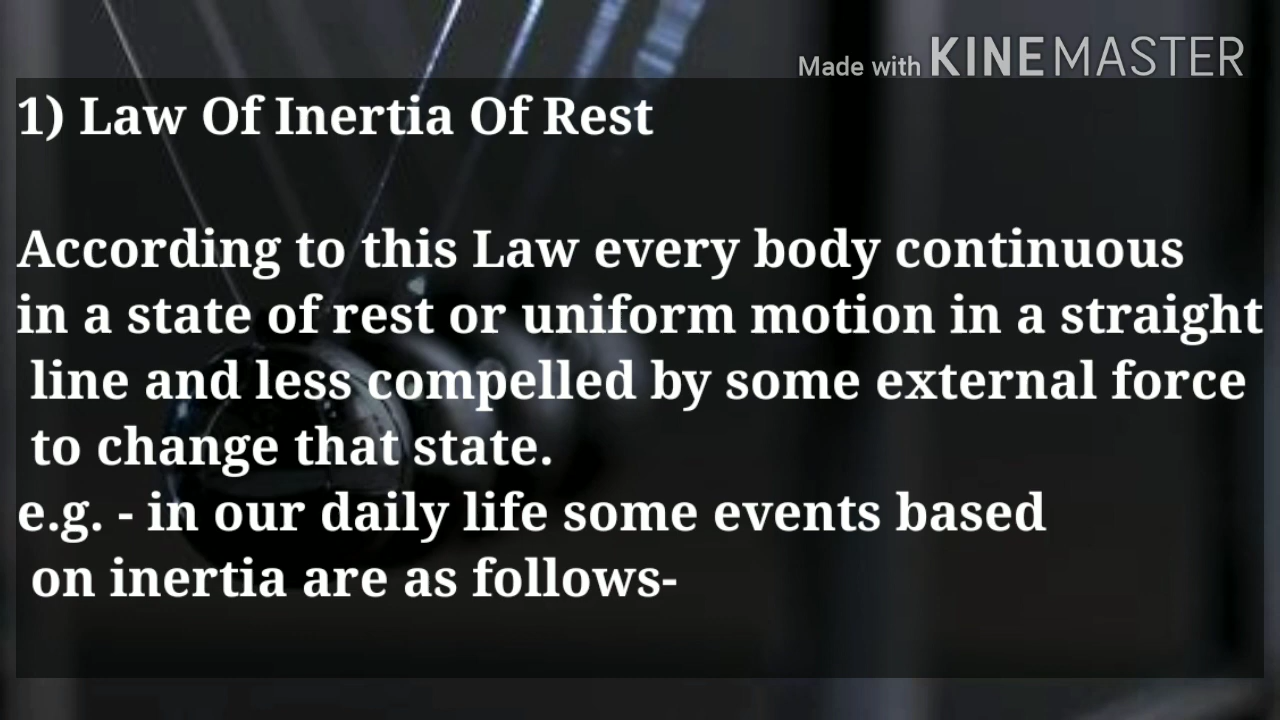 Made with KINEMASTER
1) Law Of Inertia Of Rest
According to this Law every body continuous
in a state of rest or uniform motion in a straight
line and less compelled by some external force
to change that state.
e.g. - in our daily life some events based
on inertia are as follows-